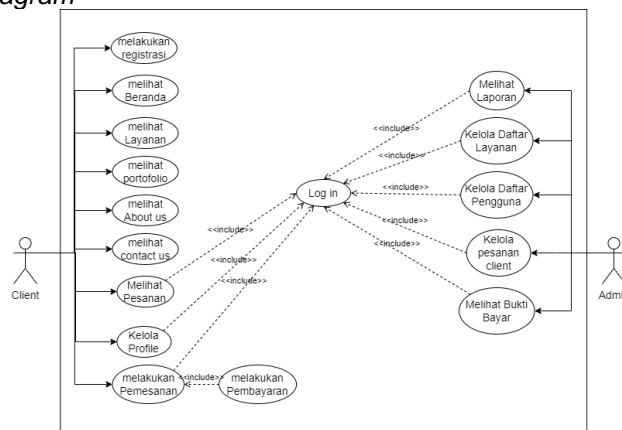 melakukan
registrasi
melihat
Beranda
melihat
Layanan
melihat
portofolio
melihat
About us
melihat
contact us
Melihat
Pesanan
Kelola
Profile
melakukan
Pemesanan
<<include>>
melakukan
Pembayaran
Client
<<include>>
<<include>>
<<include>>
Log in
<<include>>
<<include>>
<<include>>
<<include>>
<<include>>
Melihat
Laporan
Kelola Daftar
Layanan
Kelola Daftar
Pengguna
Kelola
pesanan
client
Melihat Bukti
Bayar